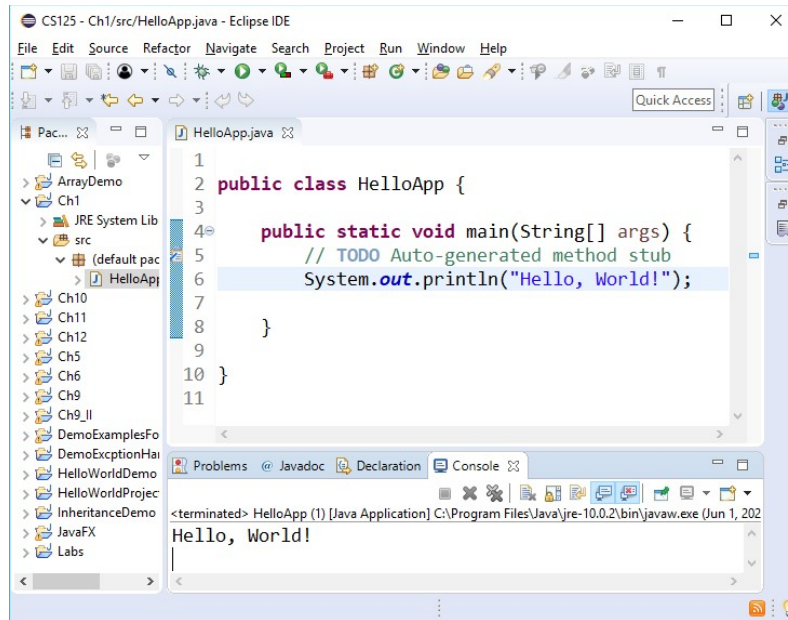 CS125 - Ch1/src/HelloApp.java - Eclipse IDE
File Edit Source Refactor Navigate Search Project Run Window Help
Quick Access
Pac...
ArrayDemo
Ch1
JRE System Lib
src
(default pac
HelloApp
Ch10
Ch11
Ch12
Ch5
Ch6
Ch9
Ch9_II
DemoExamplesFo
DemoExcptionHa
HelloWorldDemo
HelloWorldProjec
InheritanceDemo
JavaFX
Labs
HelloApp.java
1
2 public class HelloApp {
3
4 public static void main(String[] args) {
5 // TODO Auto-generated method stub
6 System.out.println("Hello, World!");
7
8 }
9
10 }
11
Problems @ Javadoc Declaration Console
<terminated> HelloApp (1) [Java Application] C:\Program Files\Java\jre-10.0.2\bin\javaw.exe (Jun 1, 202
Hello, World!